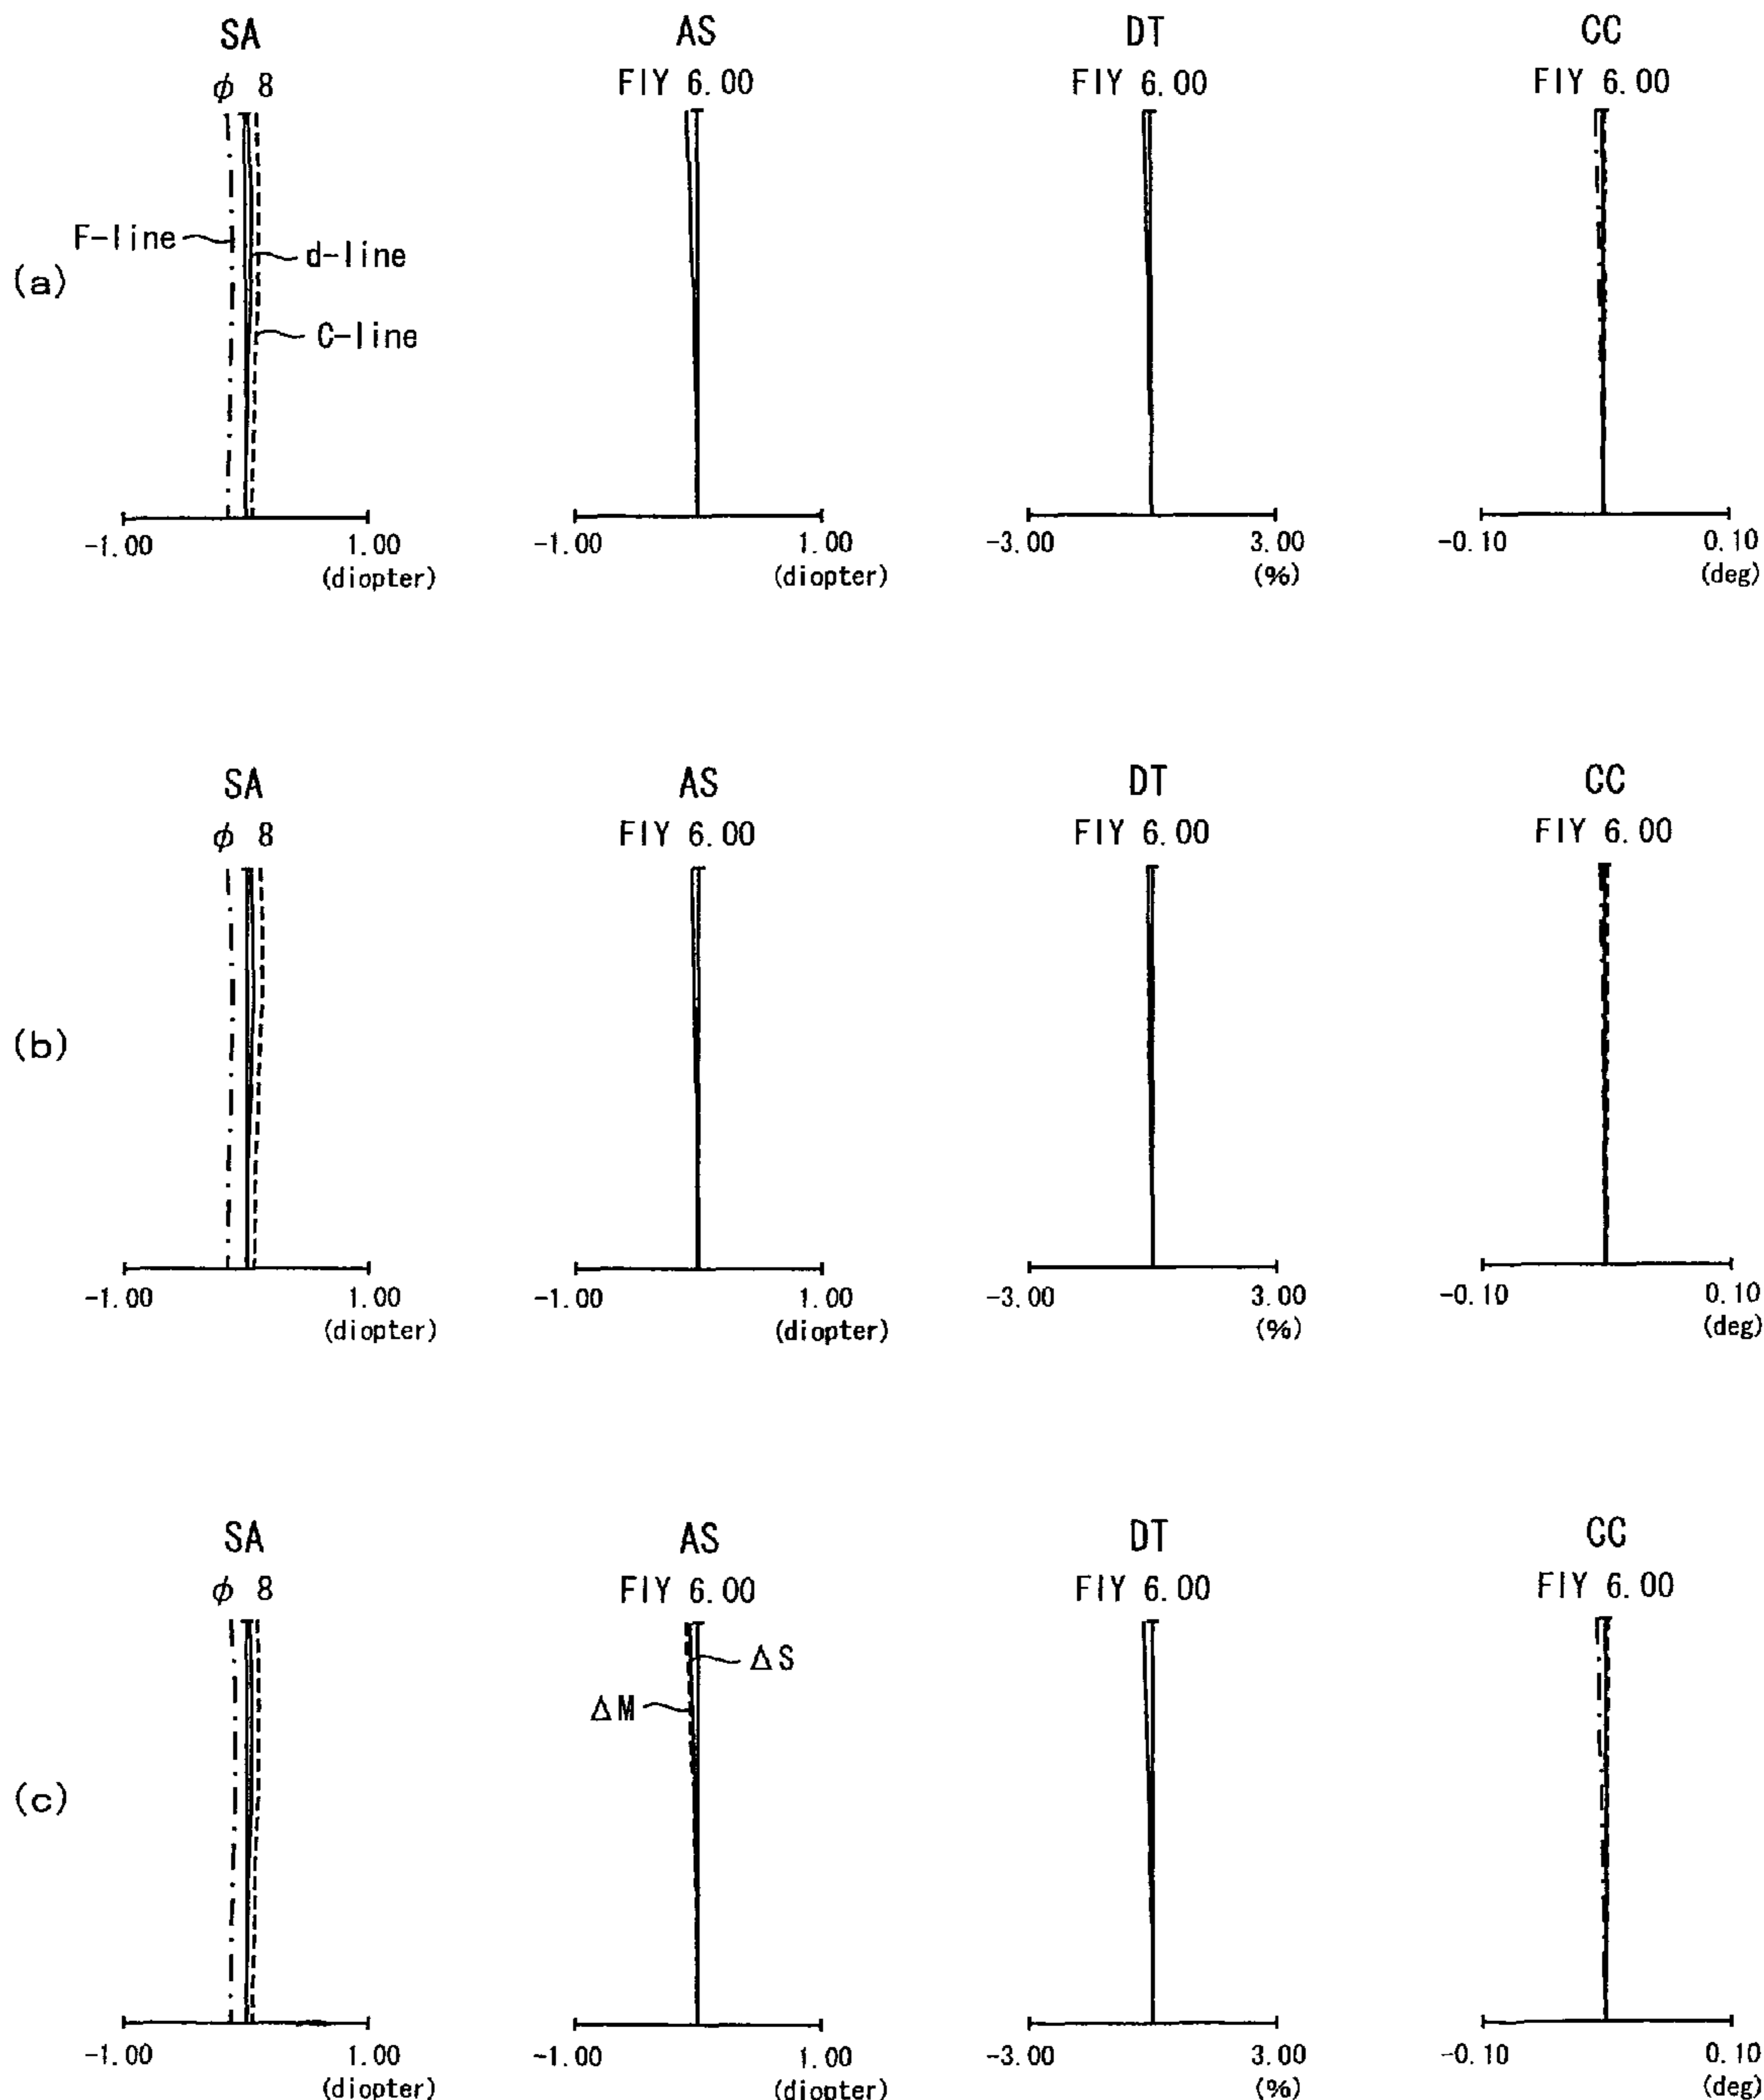 SA AS DT CC
φ 8 FIY 6.00 FIY 6.00 FIY 6.00
F-line
d-line
(a)
C-line
-1.00 1.00 -1.00 1.00 -3.00 3.00 -0.10 0.10
(diopter) (diopter) (%) (deg)
SA AS DT CC
φ 8 FIY 6.00 FIY 6.00 FIY 6.00
(b)
-1.00 1.00 -1.00 1.00 -3.00 3.00 -0.10 0.10
(diopter) (diopter) (%) (deg)
SA AS DT CC
φ 8 FIY 6.00 FIY 6.00 FIY 6.00
ΔS
ΔM
(c)
-1.00 1.00 -1.00 1.00 -3.00 3.00 -0.10 0.10
(diopter) (diopter) (%) (deg)